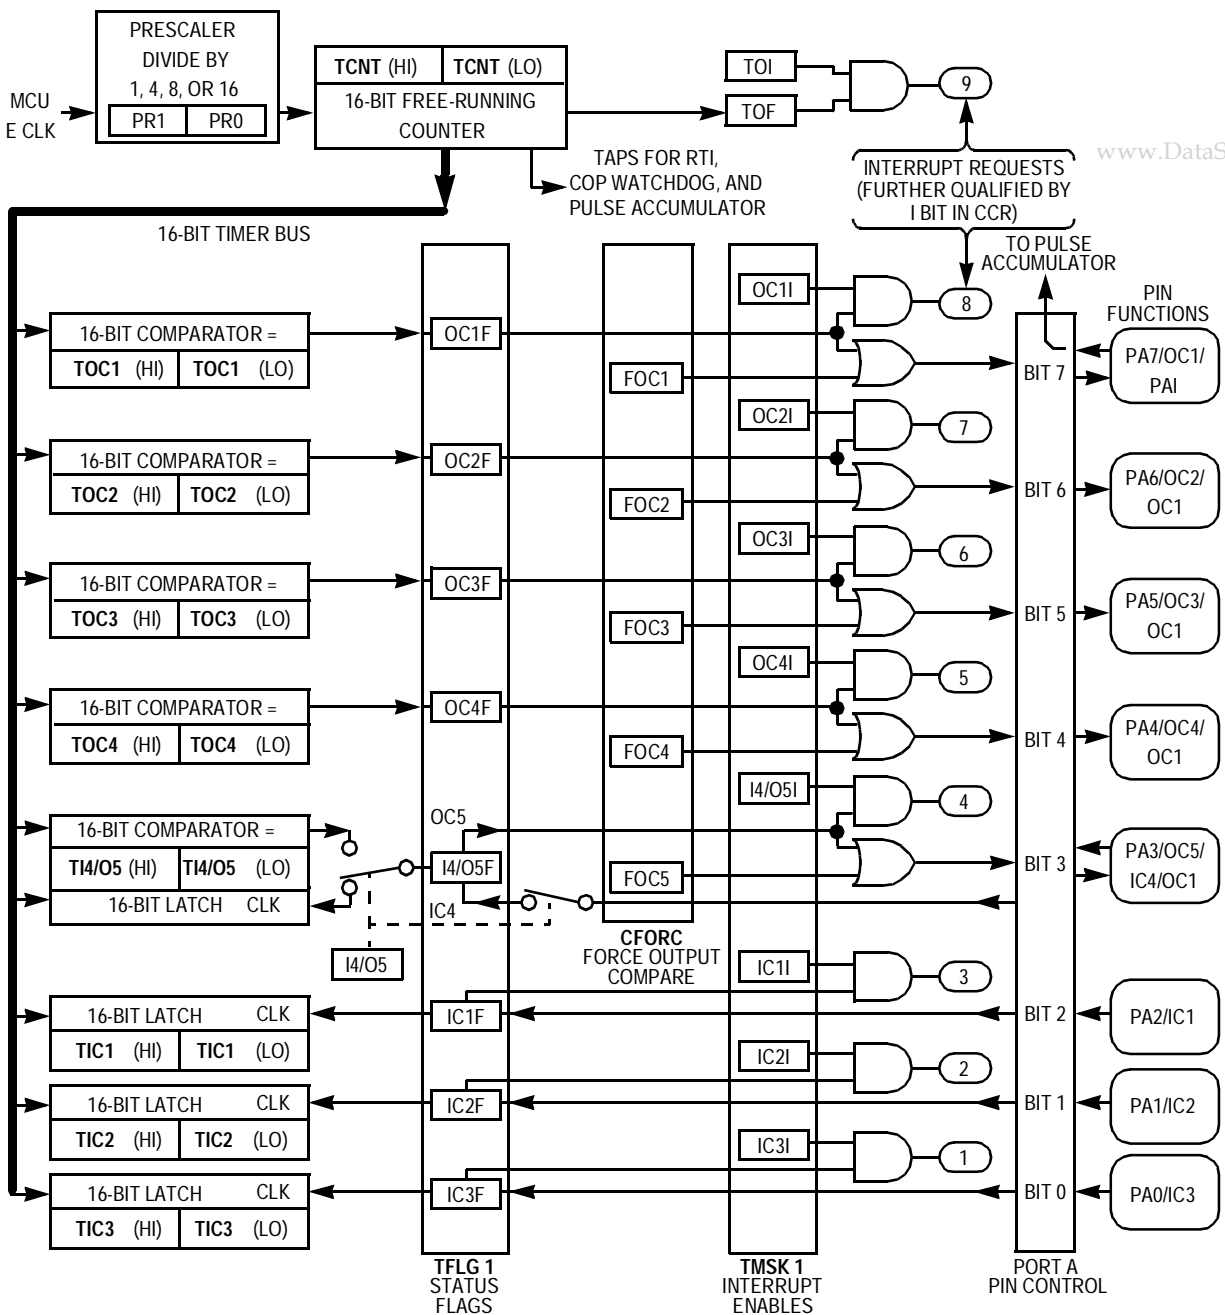 PRESCALER
DIVIDE BY
1, 4, 8, OR 16
PR1 PR0
MCU
E CLK
TCNT (HI) TCNT (LO)
16-BIT FREE-RUNNING
COUNTER
TOI
TOF
9
www.DataS
TAPS FOR RTI,
COP WATCHDOG, AND
PULSE ACCUMULATOR
INTERRUPT REQUESTS
(FURTHER QUALIFIED BY
I BIT IN CCR)
16-BIT TIMER BUS
TO PULSE
ACCUMULATOR
PIN
FUNCTIONS
OC1I
8
16-BIT COMPARATOR =
TOC1 (HI) TOC1 (LO)
OC1F
FOC1
BIT 7
PA7/OC1/
PAI
OC2I
7
16-BIT COMPARATOR =
TOC2 (HI) TOC2 (LO)
OC2F
FOC2
BIT 6
PA6/OC2/
OC1
OC3I
6
16-BIT COMPARATOR =
TOC3 (HI) TOC3 (LO)
OC3F
FOC3
BIT 5
PA5/OC3/
OC1
OC4I
5
16-BIT COMPARATOR =
TOC4 (HI) TOC4 (LO)
OC4F
FOC4
BIT 4
PA4/OC4/
OC1
I4/O5I
4
16-BIT COMPARATOR =
TI4/O5 (HI) TI4/O5 (LO)
16-BIT LATCH CLK
OC5
I4/O5F
IC4
FOC5
BIT 3
PA3/OC5/
IC4/OC1
I4/O5
CFORC
FORCE OUTPUT
COMPARE
IC1I
3
16-BIT LATCH CLK
TIC1 (HI) TIC1 (LO)
IC1F
BIT 2
PA2/IC1
IC2I
2
16-BIT LATCH CLK
TIC2 (HI) TIC2 (LO)
IC2F
BIT 1
PA1/IC2
IC3I
1
16-BIT LATCH CLK
TIC3 (HI) TIC3 (LO)
IC3F
BIT 0
PA0/IC3
TFLG 1
STATUS
FLAGS
TMSK 1
INTERRUPT
ENABLES
PORT A
PIN CONTROL